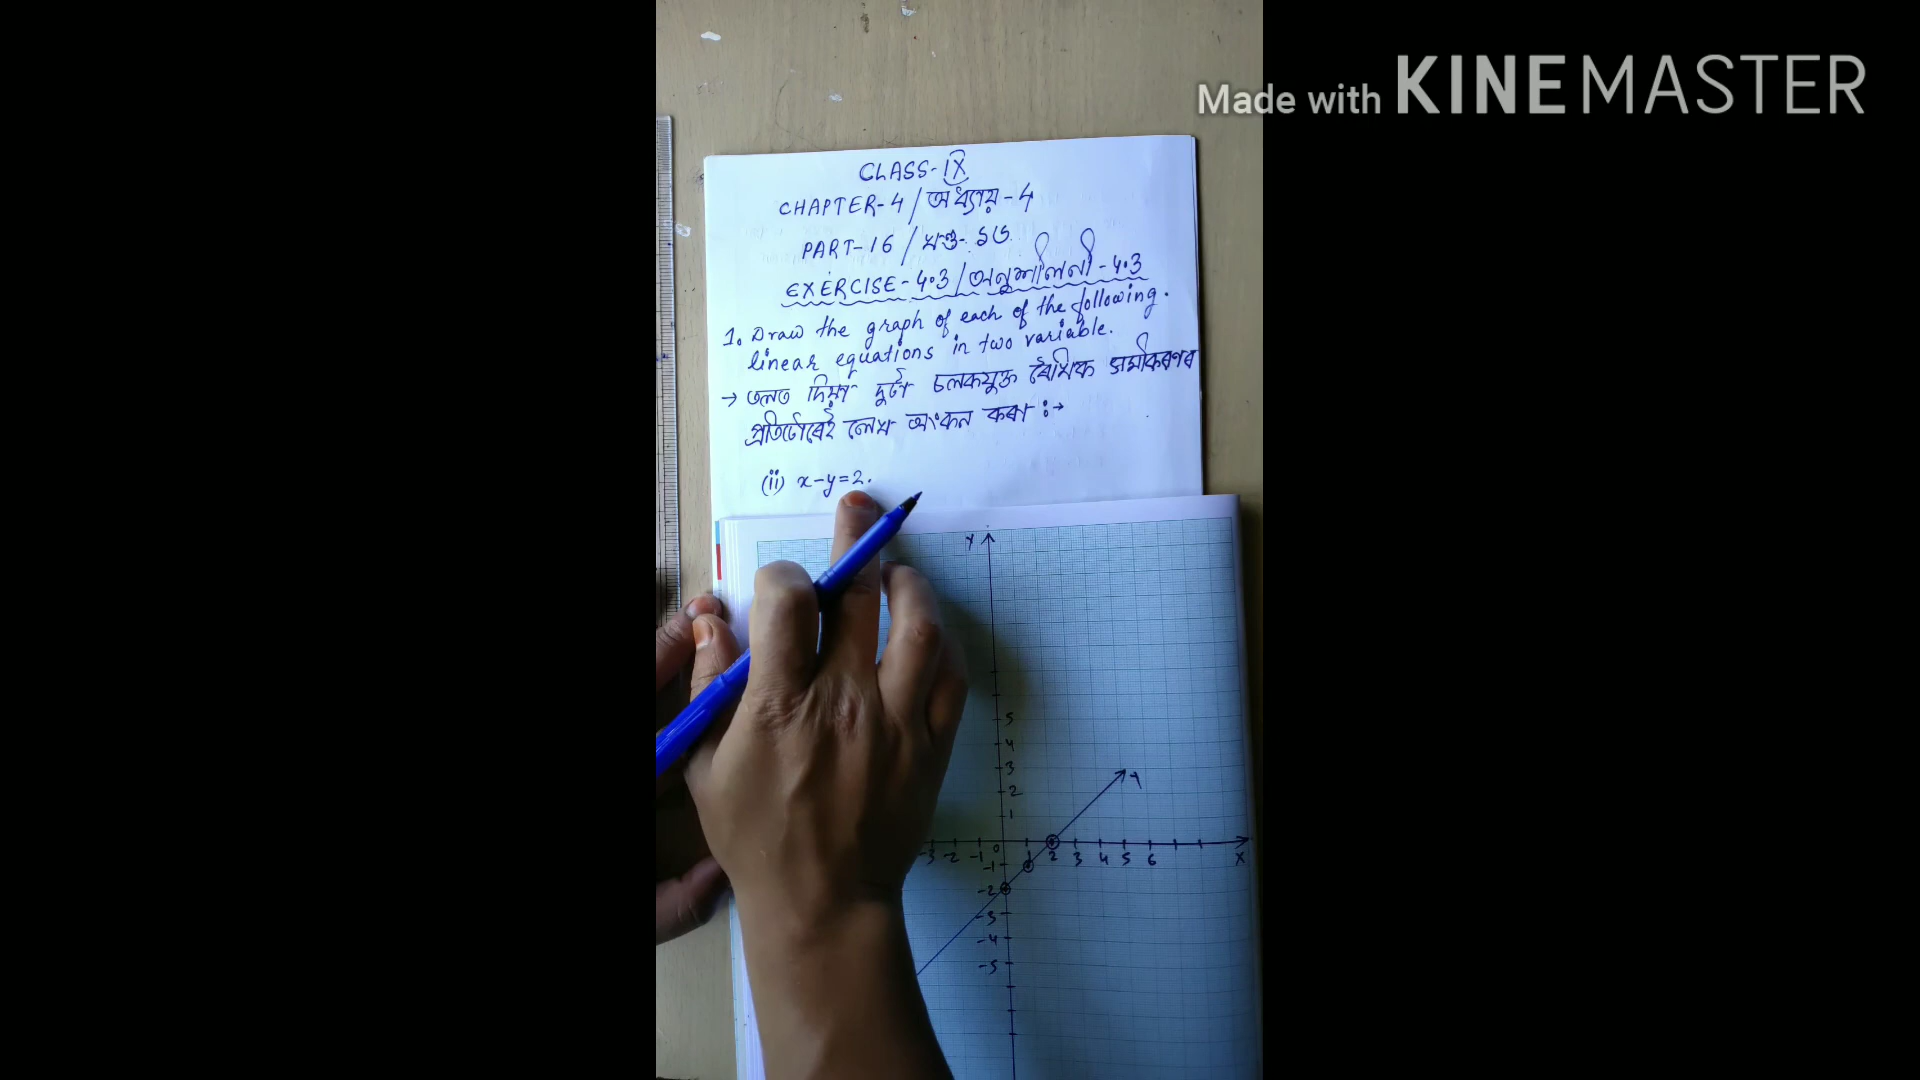 Made with KINEMASTER
CLASS-IX
CHAPTER-4 / অধ্যায়-4
PART-16 / খণ্ড-১৬
EXERCISE-4.3 / অনুশীলনী-4.3
1. Draw the graph of each of the following.
linear equations in two variable.
→ তলত দিয়া দুটা চলকযুক্ত ৰৈখিক সমীকৰণৰ
প্ৰতিটোৰেই লেখ অংকন কৰা :→
(ii) x-y=2.
Y
5
4
3
2
1
-3 -2 -1 0 1 2 3 4 5 6 X
-1
-2
-3
-4
-5